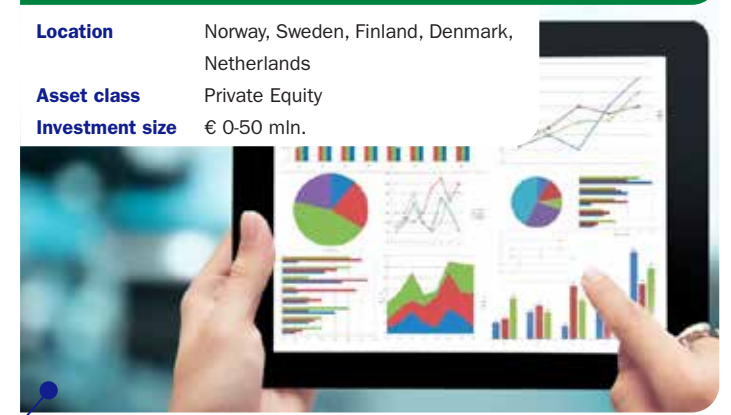 Location Norway, Sweden, Finland, Denmark,
Netherlands
Asset class Private Equity
Investment size € 0-50 mln.